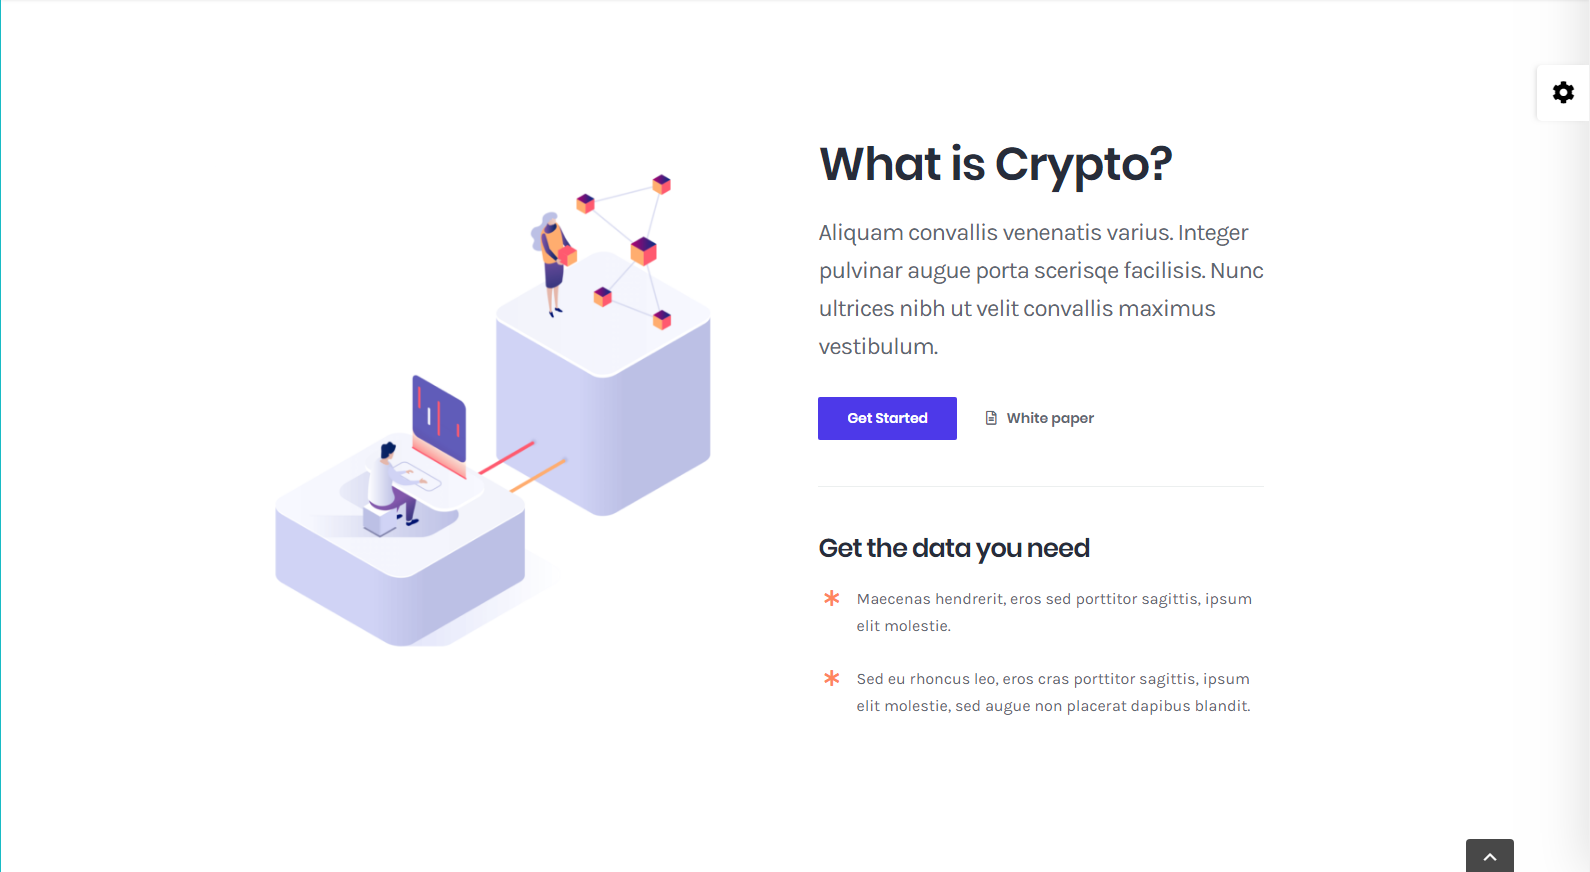 What is Crypto?
Aliquam convallis venenatis varius. Integer
pulvinar augue porta scerisqe facilisis. Nunc
ultrices nibh ut velit convallis maximus
vestibulum.
Get Started
White paper
Get the data you need
Maecenas hendrerit, eros sed porttitor sagittis, ipsum
elit molestie.
Sed eu rhoncus leo, eros cras porttitor sagittis, ipsum
elit molestie, sed augue non placerat dapibus blandit.